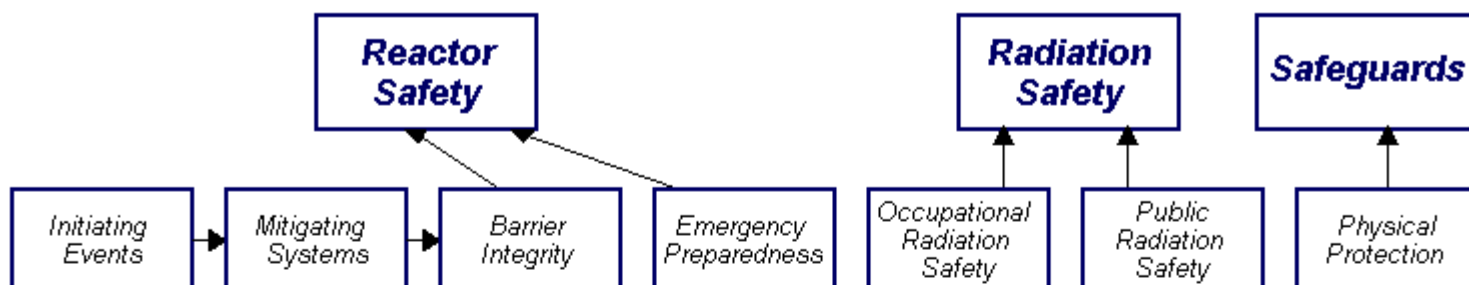 Reactor
Safety
Radiation
Safety
Safeguards
Initiating
Events
Mitigating
Systems
Barrier
Integrity
Emergency
Preparedness
Occupational
Radiation
Safety
Public
Radiation
Safety
Physical
Protection